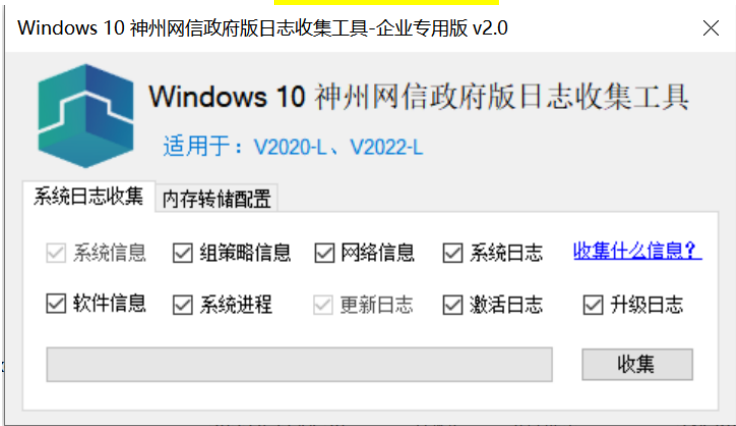 Windows 10 神州网信政府版日志收集工具-企业专用版 v2.0
Windows 10 神州网信政府版日志收集工具
适用于：V2020-L、V2022-L
系统日志收集 内存转储配置
系统信息 组策略信息 网络信息 系统日志 收集什么信息？
软件信息 系统进程 更新日志 激活日志 升级日志
收集